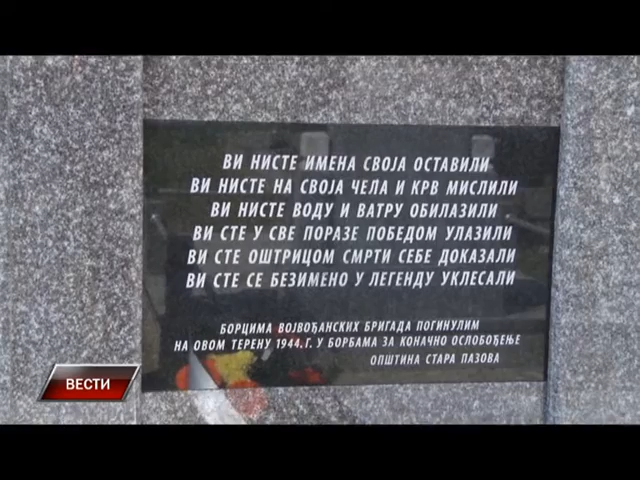 ВИ НИСТЕ ИМЕНА СВОЈА ОСТАВИЛИ
ВИ НИСТЕ НА СВОЈА ЧЕЛА И КРВ МИСЛИЛИ
ВИ НИСТЕ ВОДУ И ВАТРУ ОБИЛАЗИЛИ
ВИ СТЕ У СВЕ ПОРАЗЕ ПОБЕДОМ УЛАЗИЛИ
ВИ СТЕ ОШТРИЦОМ СМРТИ СЕБЕ ДОКАЗАЛИ
ВИ СТЕ СЕ БЕЗИМЕНО У ЛЕГЕНДУ УКЛЕСАЛИ
БОРЦИМА ВОЈВОЂАНСКИХ БРИГАДА ПОГИНУЛИМ
НА ОВОМ ТЕРЕНУ 1944.Г. У БОРБАМА ЗА КОНАЧНО ОСЛОБОЂЕЊЕ
ОПШТИНА СТАРА ПАЗОВА
ВЕСТИ